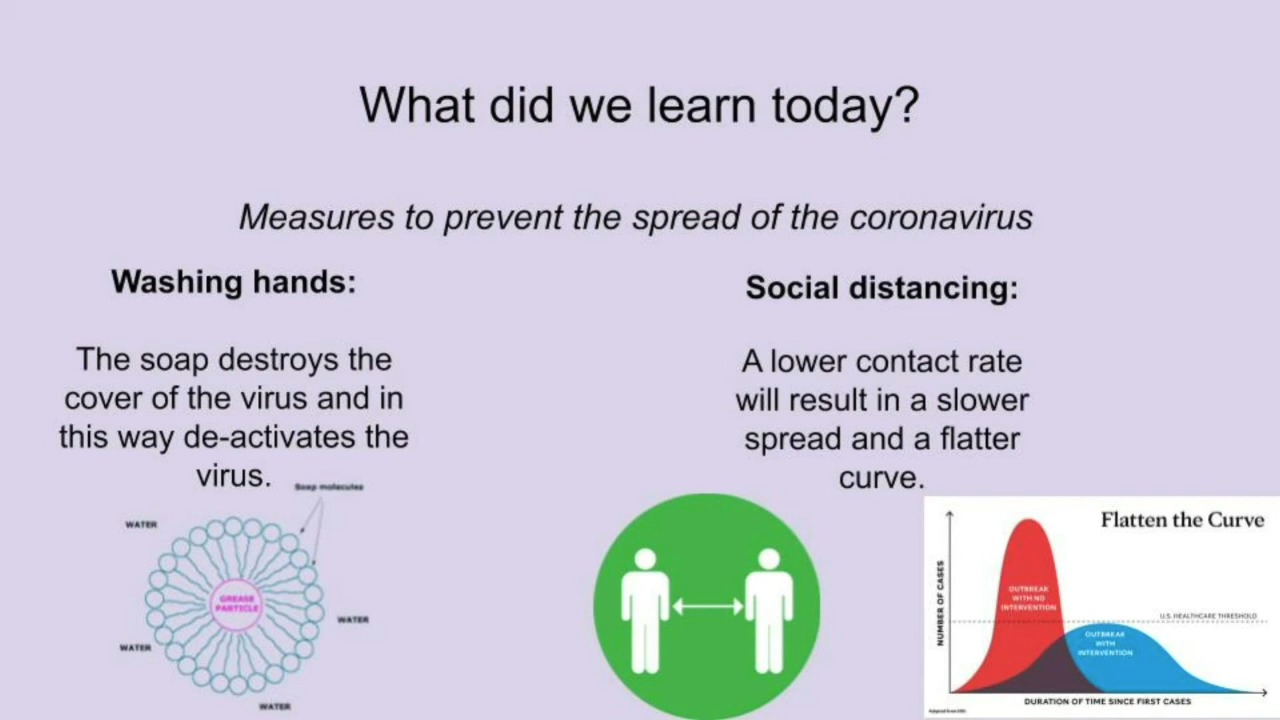 What did we learn today?
Measures to prevent the spread of the coronavirus
Washing hands:
The soap destroys the
cover of the virus and in
this way de-activates the
virus.
Social distancing:
A lower contact rate
will result in a slower
spread and a flatter
curve.
Soap molecules
WATER
GREASE
PARTICLE
WATER
WATER
WATER
Flatten the Curve
NUMBER OF CASES
OUTBREAK
WITH NO
INTERVENTION
U.S. HEALTHCARE THRESHOLD
OUTBREAK
WITH
INTERVENTION
DURATION OF TIME SINCE FIRST CASES